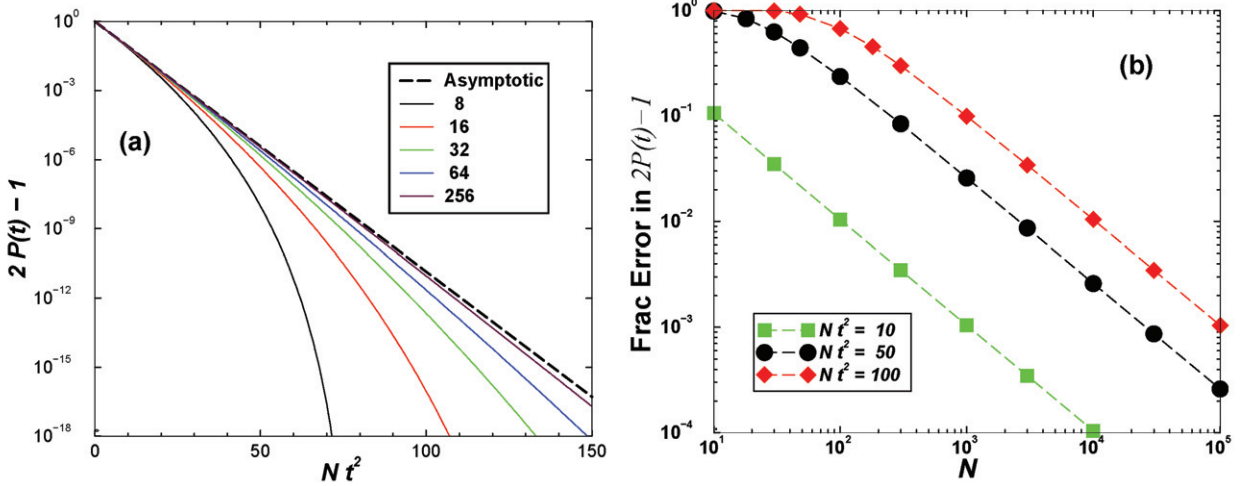 (a)
2 P(t) − 1
10^0
10^-3
10^-6
10^-9
10^-12
10^-15
10^-18
0
50
100
150
N t^2
Asymptotic
8
16
32
64
256
(b)
Frac Error in 2P(t)−1
10^0
10^-1
10^-2
10^-3
10^-4
10^1
10^2
10^3
10^4
10^5
N
N t^2 = 10
N t^2 = 50
N t^2 = 100